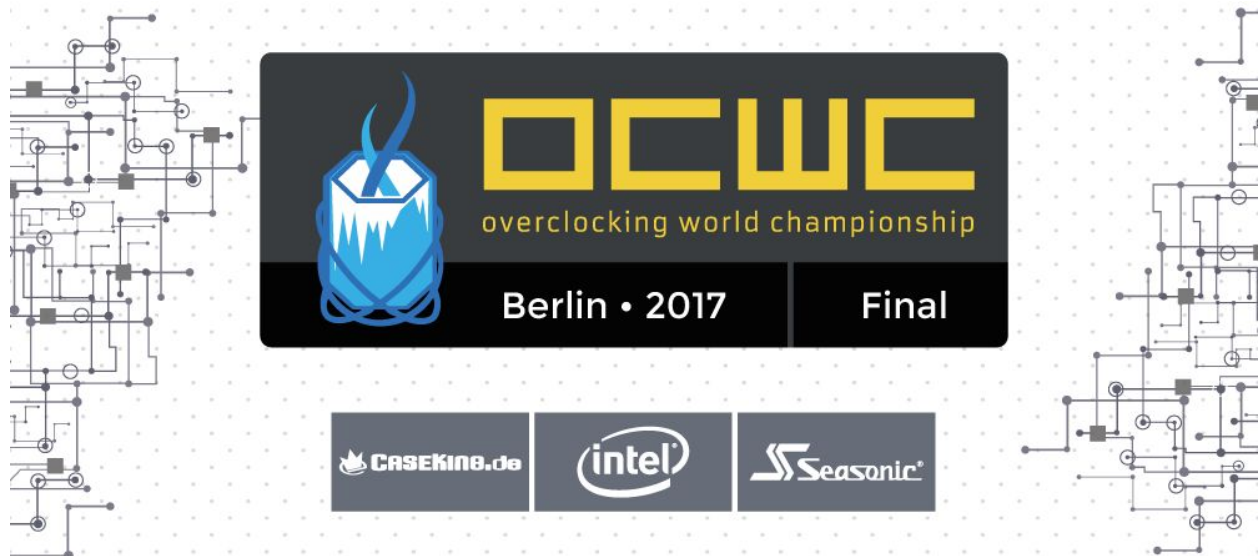 OCWC
overclocking world championship
Berlin • 2017 Final
CASEKING.de intel Seasonic®